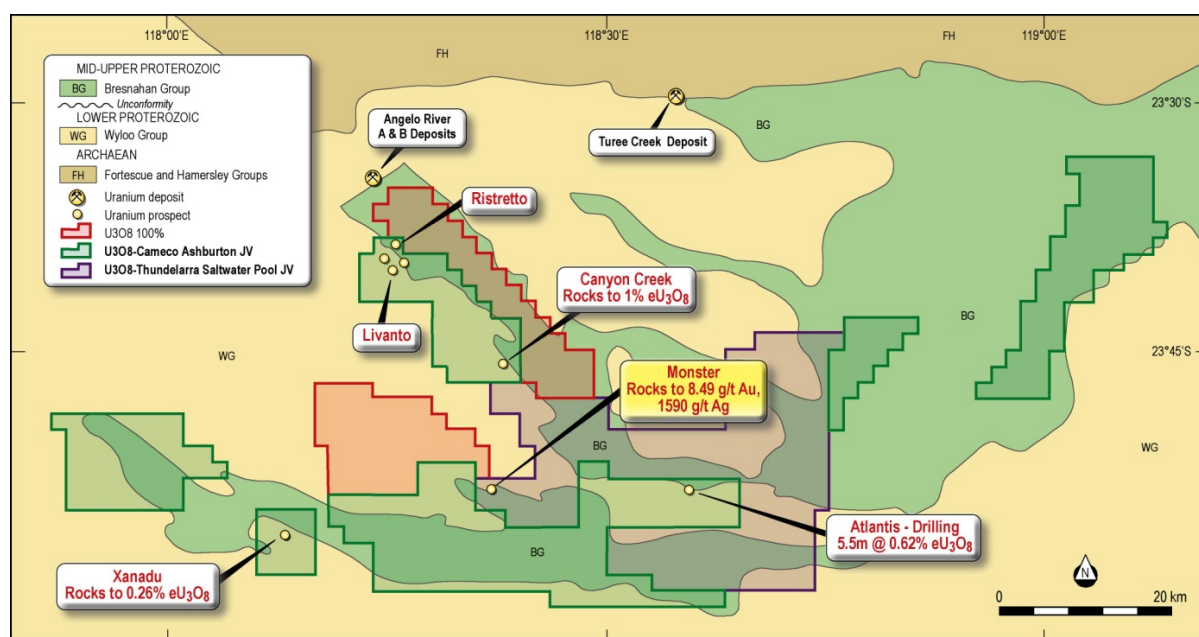 118°00'E
118°30'E
119°00'E
FH
FH
MID-UPPER PROTEROZOIC
BG Bresnahan Group
Unconformity
LOWER PROTEROZOIC
WG Wyloo Group
ARCHAEAN
FH Fortescue and Hamersley Groups
Uranium deposit
Uranium prospect
U3O8 100%
U3O8-Cameco Ashburton JV
U3O8-Thundelarra Saltwater Pool JV
23°30'S
Angelo River
A & B Deposits
Turee Creek Deposit
BG
Ristretto
Canyon Creek
Rocks to 1% eU₃O₈
BG
Livanto
WG
23°45'S
Monster
Rocks to 8.49 g/t Au,
1590 g/t Ag
BG
WG
Atlantis - Drilling
5.5m @ 0.62% eU₃O₈
BG
Xanadu
Rocks to 0.26% eU₃O₈
N
0
20 km